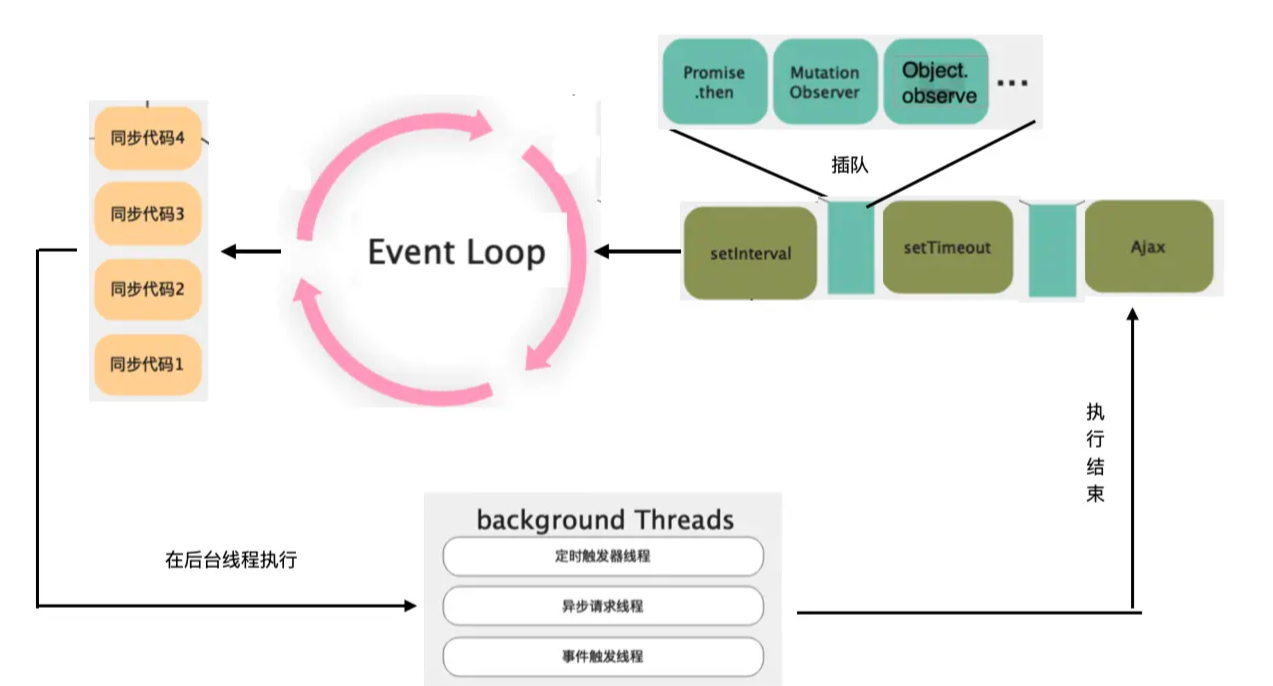 Promise
.then
Mutation
Observer
Object.
observe
...
插队
同步代码4
同步代码3
同步代码2
同步代码1
Event Loop
setInterval
setTimeout
Ajax
执
行
结
束
在后台线程执行
background Threads
定时触发器线程
异步请求线程
事件触发线程